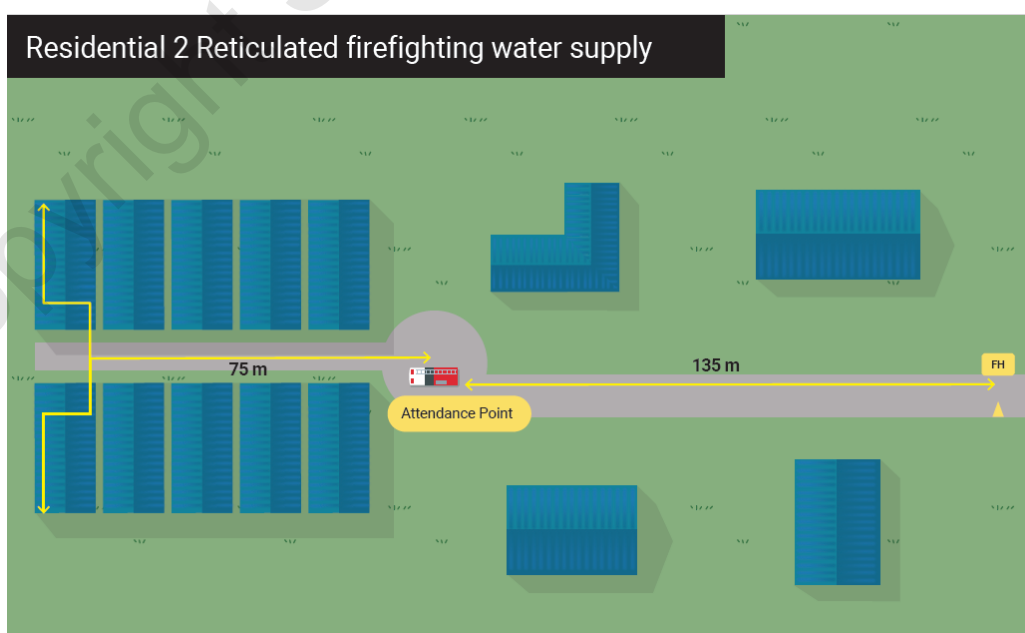 Residential 2 Reticulated firefighting water supply
75 m
135 m
FH
Attendance Point